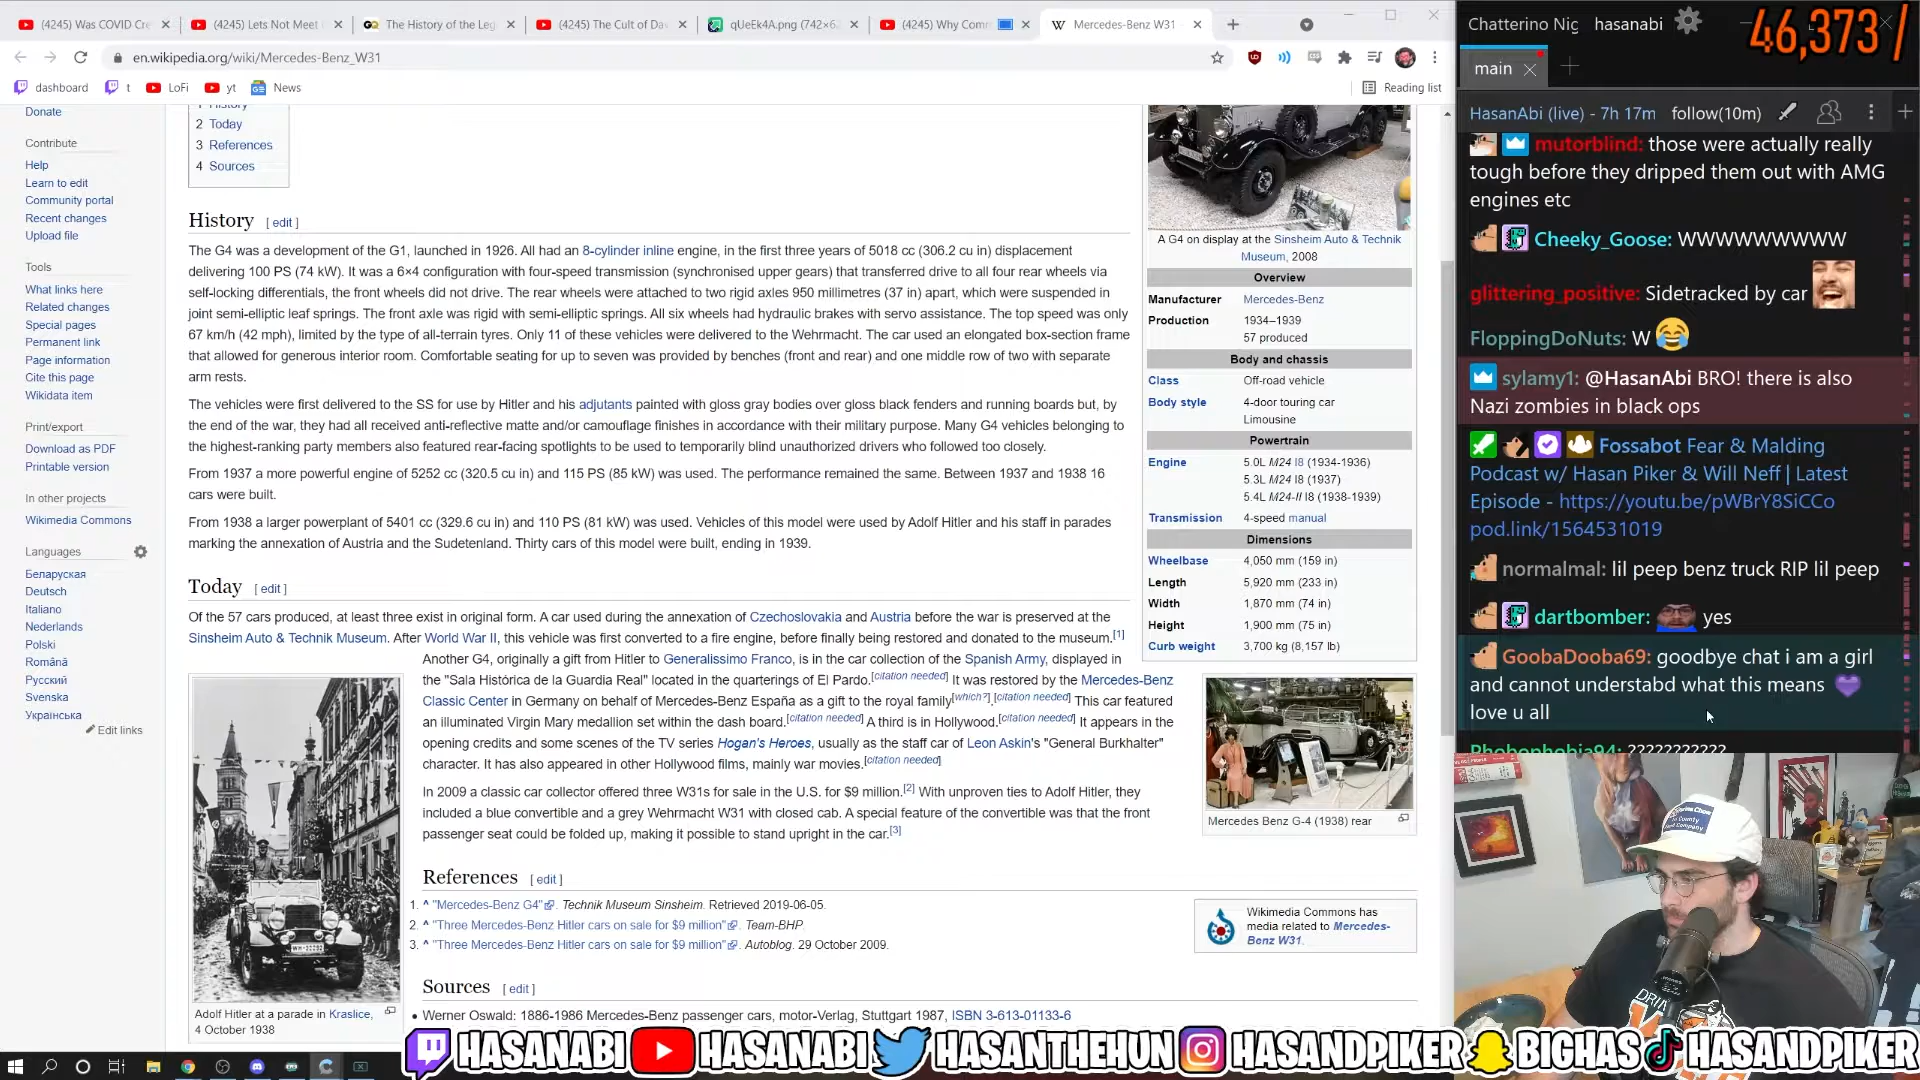 (4245) Was COVID Cre
(4245) Lets Not Meet
The History of the Leg
(4245) The Cult of Da
qUeEk4A.png (742×6
(4245) Why Com
Mercedes-Benz W31
en.wikipedia.org/wiki/Mercedes-Benz_W31
dashboard
t
LoFi
yt
News
Reading list
Donate
Contribute
Help
Learn to edit
Community portal
Recent changes
Upload file
Tools
What links here
Related changes
Special pages
Permanent link
Page information
Cite this page
Wikidata item
Print/export
Download as PDF
Printable version
In other projects
Wikimedia Commons
Languages
Беларуская
Deutsch
Italiano
Nederlands
Polski
Română
Русский
Svenska
Українська
Edit links
1 History
2 Today
3 References
4 Sources
History [ edit ]
The G4 was a development of the G1, launched in 1926. All had an 8-cylinder inline engine, in the first three years of 5018 cc (306.2 cu in) displacement
delivering 100 PS (74 kW). It was a 6×4 configuration with four-speed transmission (synchronised upper gears) that transferred drive to all four rear wheels via
self-locking differentials, the front wheels did not drive. The rear wheels were attached to two rigid axles 950 millimetres (37 in) apart, which were suspended in
joint semi-elliptic leaf springs. The front axle was rigid with semi-elliptic springs. All six wheels had hydraulic brakes with servo assistance. The top speed was only
67 km/h (42 mph), limited by the type of all-terrain tyres. Only 11 of these vehicles were delivered to the Wehrmacht. The car used an elongated box-section frame
that allowed for generous interior room. Comfortable seating for up to seven was provided by benches (front and rear) and one middle row of two with separate
arm rests.
The vehicles were first delivered to the SS for use by Hitler and his adjutants painted with gloss gray bodies over gloss black fenders and running boards but, by
the end of the war, they had all received anti-reflective matte and/or camouflage finishes in accordance with their military purpose. Many G4 vehicles belonging to
the highest-ranking party members also featured rear-facing spotlights to be used to temporarily blind unauthorized drivers who followed too closely.
From 1937 a more powerful engine of 5252 cc (320.5 cu in) and 115 PS (85 kW) was used. The performance remained the same. Between 1937 and 1938 16
cars were built.
From 1938 a larger powerplant of 5401 cc (329.6 cu in) and 110 PS (81 kW) was used. Vehicles of this model were used by Adolf Hitler and his staff in parades
marking the annexation of Austria and the Sudetenland. Thirty cars of this model were built, ending in 1939.
Today [ edit ]
Of the 57 cars produced, at least three exist in original form. A car used during the annexation of Czechoslovakia and Austria before the war is preserved at the
Sinsheim Auto & Technik Museum. After World War II, this vehicle was first converted to a fire engine, before finally being restored and donated to the museum.[1]
Another G4, originally a gift from Hitler to Generalissimo Franco, is in the car collection of the Spanish Army, displayed in
the "Sala Histórica de la Guardia Real" located in the quarterings of El Pardo.[citation needed] It was restored by the Mercedes-Benz
Classic Center in Germany on behalf of Mercedes-Benz España as a gift to the royal family[which?].[citation needed] This car featured
an illuminated Virgin Mary medallion set within the dash board.[citation needed] A third is in Hollywood.[citation needed] It appears in the
opening credits and some scenes of the TV series Hogan's Heroes, usually as the staff car of Leon Askin's "General Burkhalter"
character. It has also appeared in other Hollywood films, mainly war movies.[citation needed]
In 2009 a classic car collector offered three W31s for sale in the U.S. for $9 million.[2] With unproven ties to Adolf Hitler, they
included a blue convertible and a grey Wehrmacht W31 with closed cab. A special feature of the convertible was that the front
passenger seat could be folded up, making it possible to stand upright in the car.[3]
Adolf Hitler at a parade in Kraslice,
4 October 1938
References [ edit ]
1. ^ "Mercedes-Benz G4". Technik Museum Sinsheim. Retrieved 2019-06-05.
2. ^ "Three Mercedes-Benz Hitler cars on sale for $9 million". Team-BHP.
3. ^ "Three Mercedes-Benz Hitler cars on sale for $9 million". Autoblog. 29 October 2009.
Sources [ edit ]
• Werner Oswald: 1886-1986 Mercedes-Benz passenger cars, motor-Verlag, Stuttgart 1987, ISBN 3-613-01133-6
A G4 on display at the Sinsheim Auto & Technik
Museum, 2008
Overview
Manufacturer Mercedes-Benz
Production 1934–1939
57 produced
Body and chassis
Class Off-road vehicle
Body style 4-door touring car
Limousine
Powertrain
Engine 5.0L M24 I8 (1934-1936)
5.3L M24 I8 (1937)
5.4L M24-II I8 (1938-1939)
Transmission 4-speed manual
Dimensions
Wheelbase 4,050 mm (159 in)
Length 5,920 mm (233 in)
Width 1,870 mm (74 in)
Height 1,900 mm (75 in)
Curb weight 3,700 kg (8,157 lb)
Mercedes Benz G-4 (1938) rear
Wikimedia Commons has
media related to Mercedes-
Benz W31.
Chatterino Nig hasanabi
46,373 /
main
HasanAbi (live) - 7h 17m follow(10m)
mutorblind: those were actually really
tough before they dripped them out with AMG
engines etc
Cheeky_Goose: WWWWWWWWW
glittering_positive: Sidetracked by car
FloppingDoNuts: W
sylamy1: @HasanAbi BRO! there is also
Nazi zombies in black ops
Fossabot Fear & Malding
Podcast w/ Hasan Piker & Will Neff | Latest
Episode - https://youtu.be/pWBrY8SiCCo
pod.link/1564531019
normalmal: lil peep benz truck RIP lil peep
dartbomber: yes
GoobaDooba69: goodbye chat i am a girl
and cannot understabd what this means
love u all
Phobophobia94: ???????????
HASANABI HASANABI HASANTHEHUN HASANDPIKER BIGHAS HASANDPIKER